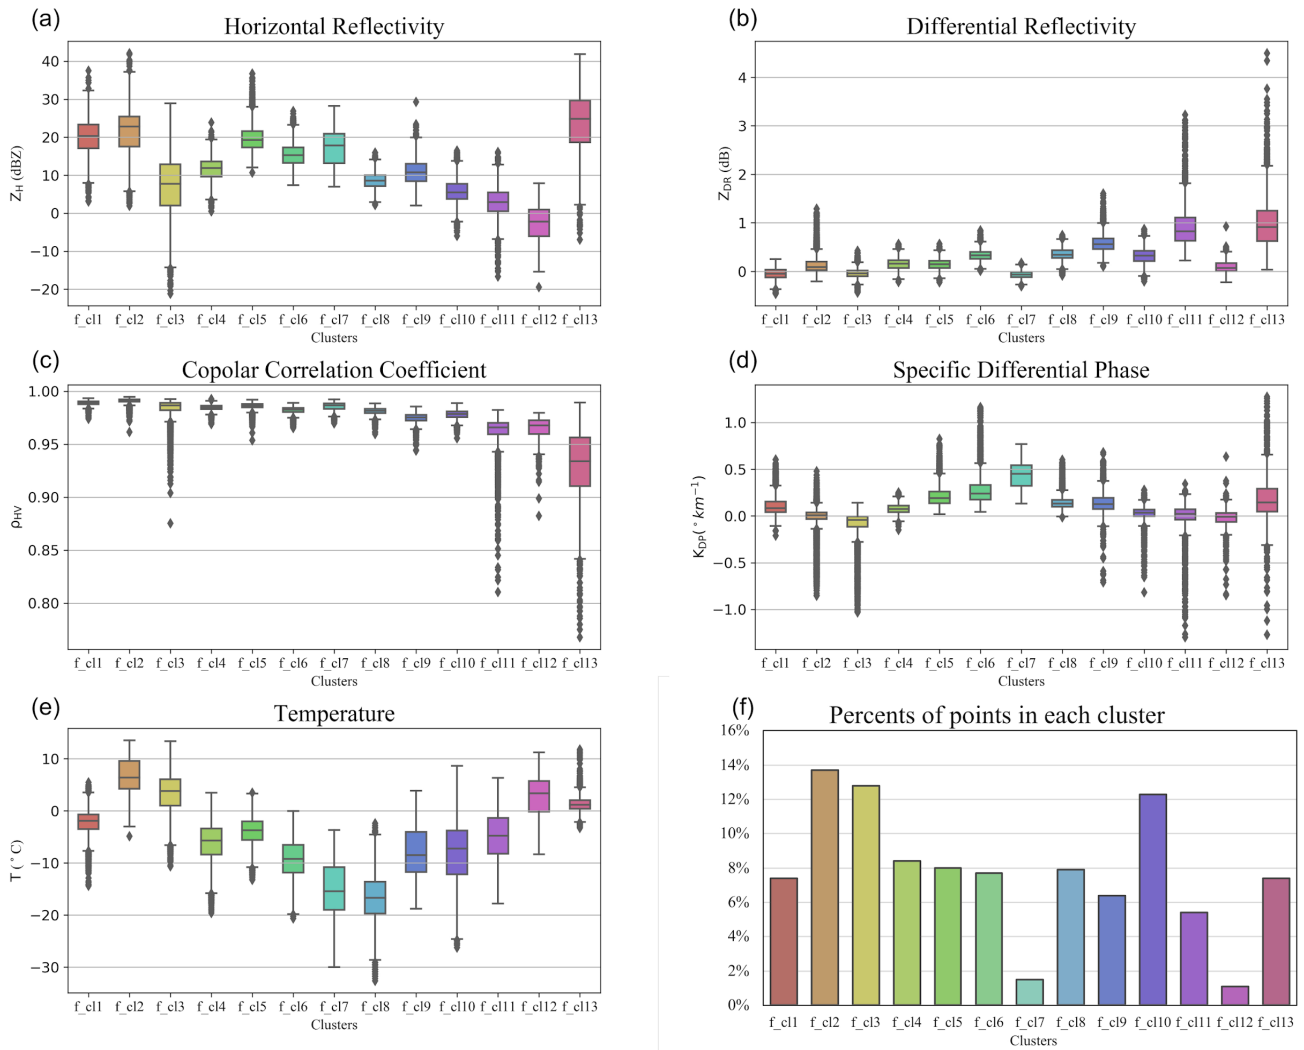 (a)
Horizontal Reflectivity
Z_H (dBZ)
40
30
20
10
0
−10
−20
f_cl1 f_cl2 f_cl3 f_cl4 f_cl5 f_cl6 f_cl7 f_cl8 f_cl9 f_cl10 f_cl11 f_cl12 f_cl13
Clusters
(b)
Differential Reflectivity
Z_DR (dB)
4
3
2
1
0
f_cl1 f_cl2 f_cl3 f_cl4 f_cl5 f_cl6 f_cl7 f_cl8 f_cl9 f_cl10 f_cl11 f_cl12 f_cl13
Clusters
(c)
Copolar Correlation Coefficient
ρ_HV
1.00
0.95
0.90
0.85
0.80
f_cl1 f_cl2 f_cl3 f_cl4 f_cl5 f_cl6 f_cl7 f_cl8 f_cl9 f_cl10 f_cl11 f_cl12 f_cl13
Clusters
(d)
Specific Differential Phase
K_DP(°km⁻¹)
1.0
0.5
0.0
−0.5
−1.0
f_cl1 f_cl2 f_cl3 f_cl4 f_cl5 f_cl6 f_cl7 f_cl8 f_cl9 f_cl10 f_cl11 f_cl12 f_cl13
Clusters
(e)
Temperature
T (°C)
10
0
−10
−20
−30
f_cl1 f_cl2 f_cl3 f_cl4 f_cl5 f_cl6 f_cl7 f_cl8 f_cl9 f_cl10 f_cl11 f_cl12 f_cl13
Clusters
(f)
Percents of points in each cluster
16%
14%
12%
10%
8%
6%
4%
2%
0%
f_cl1 f_cl2 f_cl3 f_cl4 f_cl5 f_cl6 f_cl7 f_cl8 f_cl9 f_cl10 f_cl11 f_cl12 f_cl13
Clusters